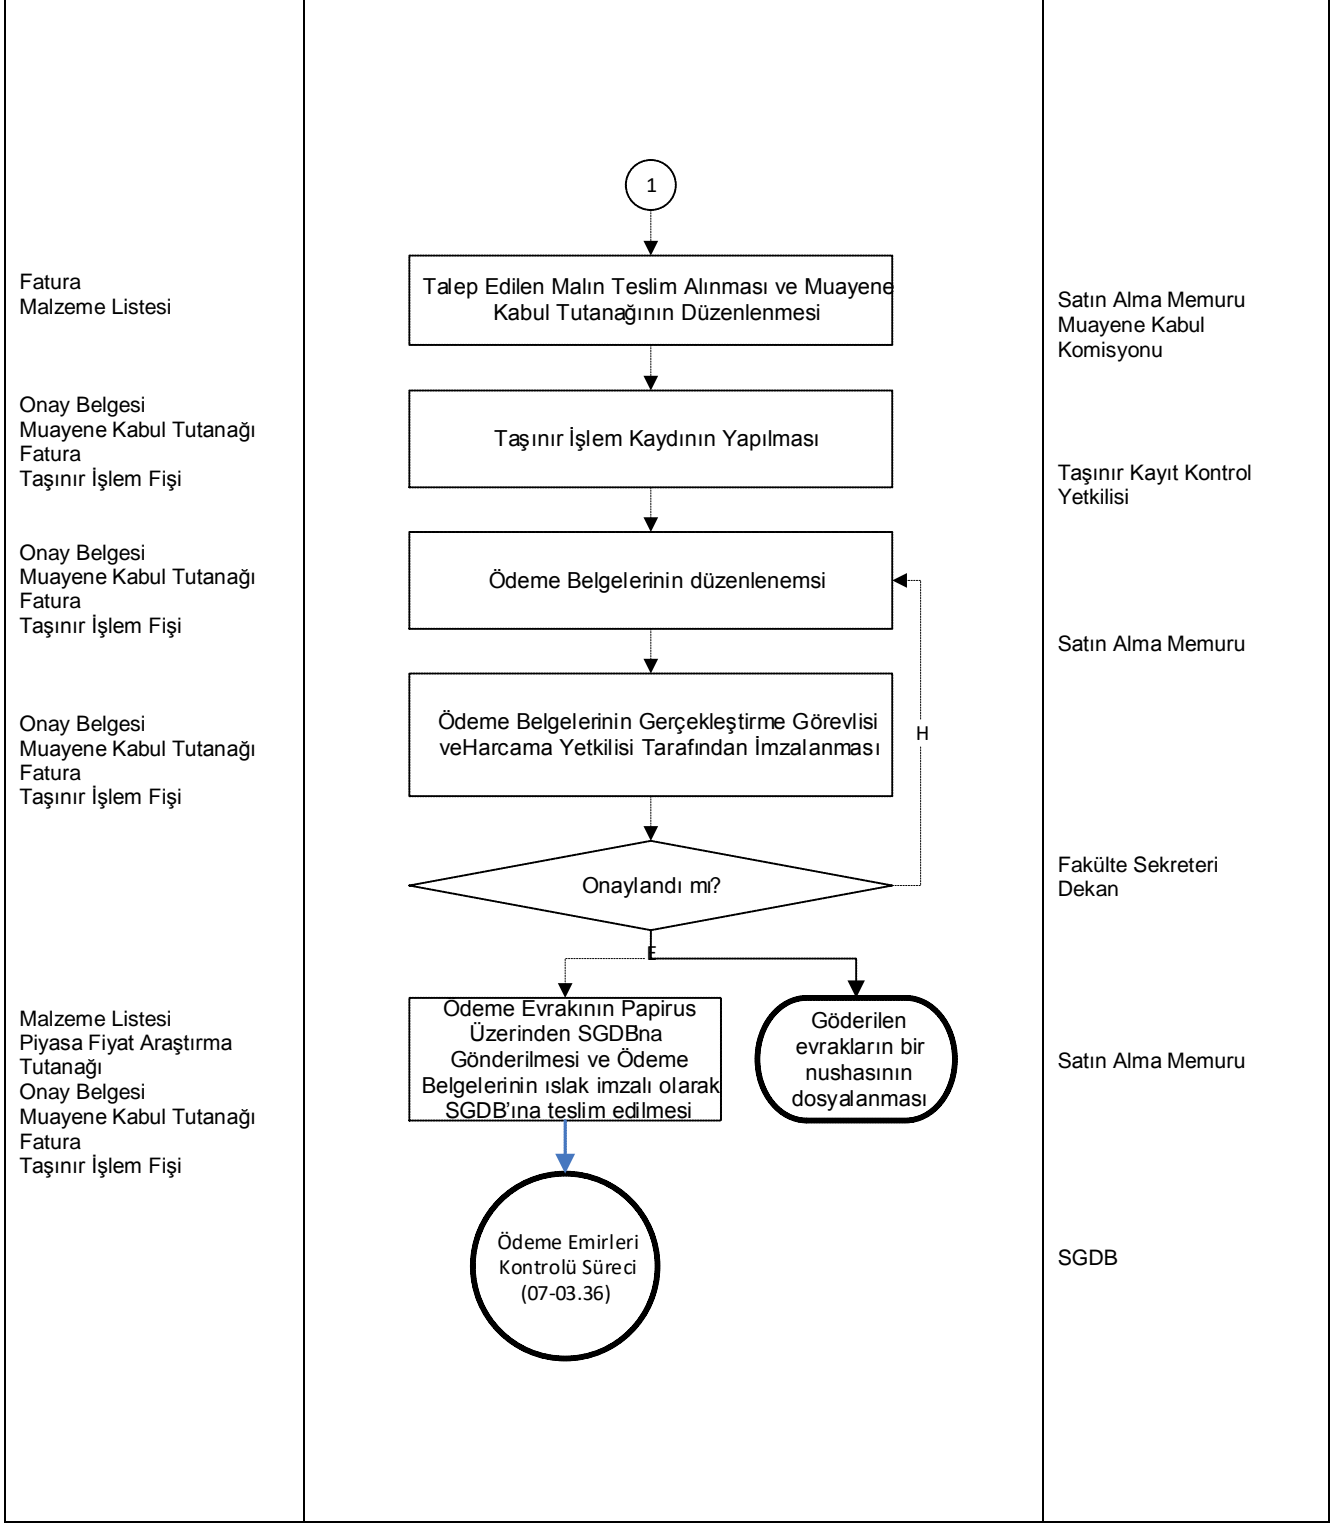 1
Fatura
Malzeme Listesi
Talep Edilen Malın Teslim Alınması ve Muayene
Kabul Tutanağının Düzenlenmesi
Satın Alma Memuru
Muayene Kabul
Komisyonu
Onay Belgesi
Muayene Kabul Tutanağı
Fatura
Taşınır İşlem Fişi
Taşınır İşlem Kaydının Yapılması
Taşınır Kayıt Kontrol
Yetkilisi
Onay Belgesi
Muayene Kabul Tutanağı
Fatura
Taşınır İşlem Fişi
Ödeme Belgelerinin düzenlenemsi
Satın Alma Memuru
Onay Belgesi
Muayene Kabul Tutanağı
Fatura
Taşınır İşlem Fişi
Ödeme Belgelerinin Gerçekleştirme Görevlisi
veHarcama Yetkilisi Tarafından İmzalanması
H
Onaylandı mı?
Fakülte Sekreteri
Dekan
E
Malzeme Listesi
Piyasa Fiyat Araştırma
Tutanağı
Onay Belgesi
Muayene Kabul Tutanağı
Fatura
Taşınır İşlem Fişi
Ödeme Evrakının Papirus
Üzerinden SGDBna
Gönderilmesi ve Ödeme
Belgelerinin ıslak imzalı olarak
SGDB’ına teslim edilmesi
Göderilen
evrakların bir
nushasının
dosyalanması
Satın Alma Memuru
Ödeme Emirleri
Kontrolü Süreci
(07-03.36)
SGDB